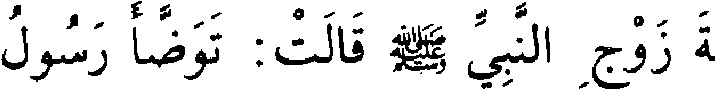 ةَ زَوْجِ النَّبِيِّ ﷺ قَالَتْ: تَوَضَّأَ رَسُولُ